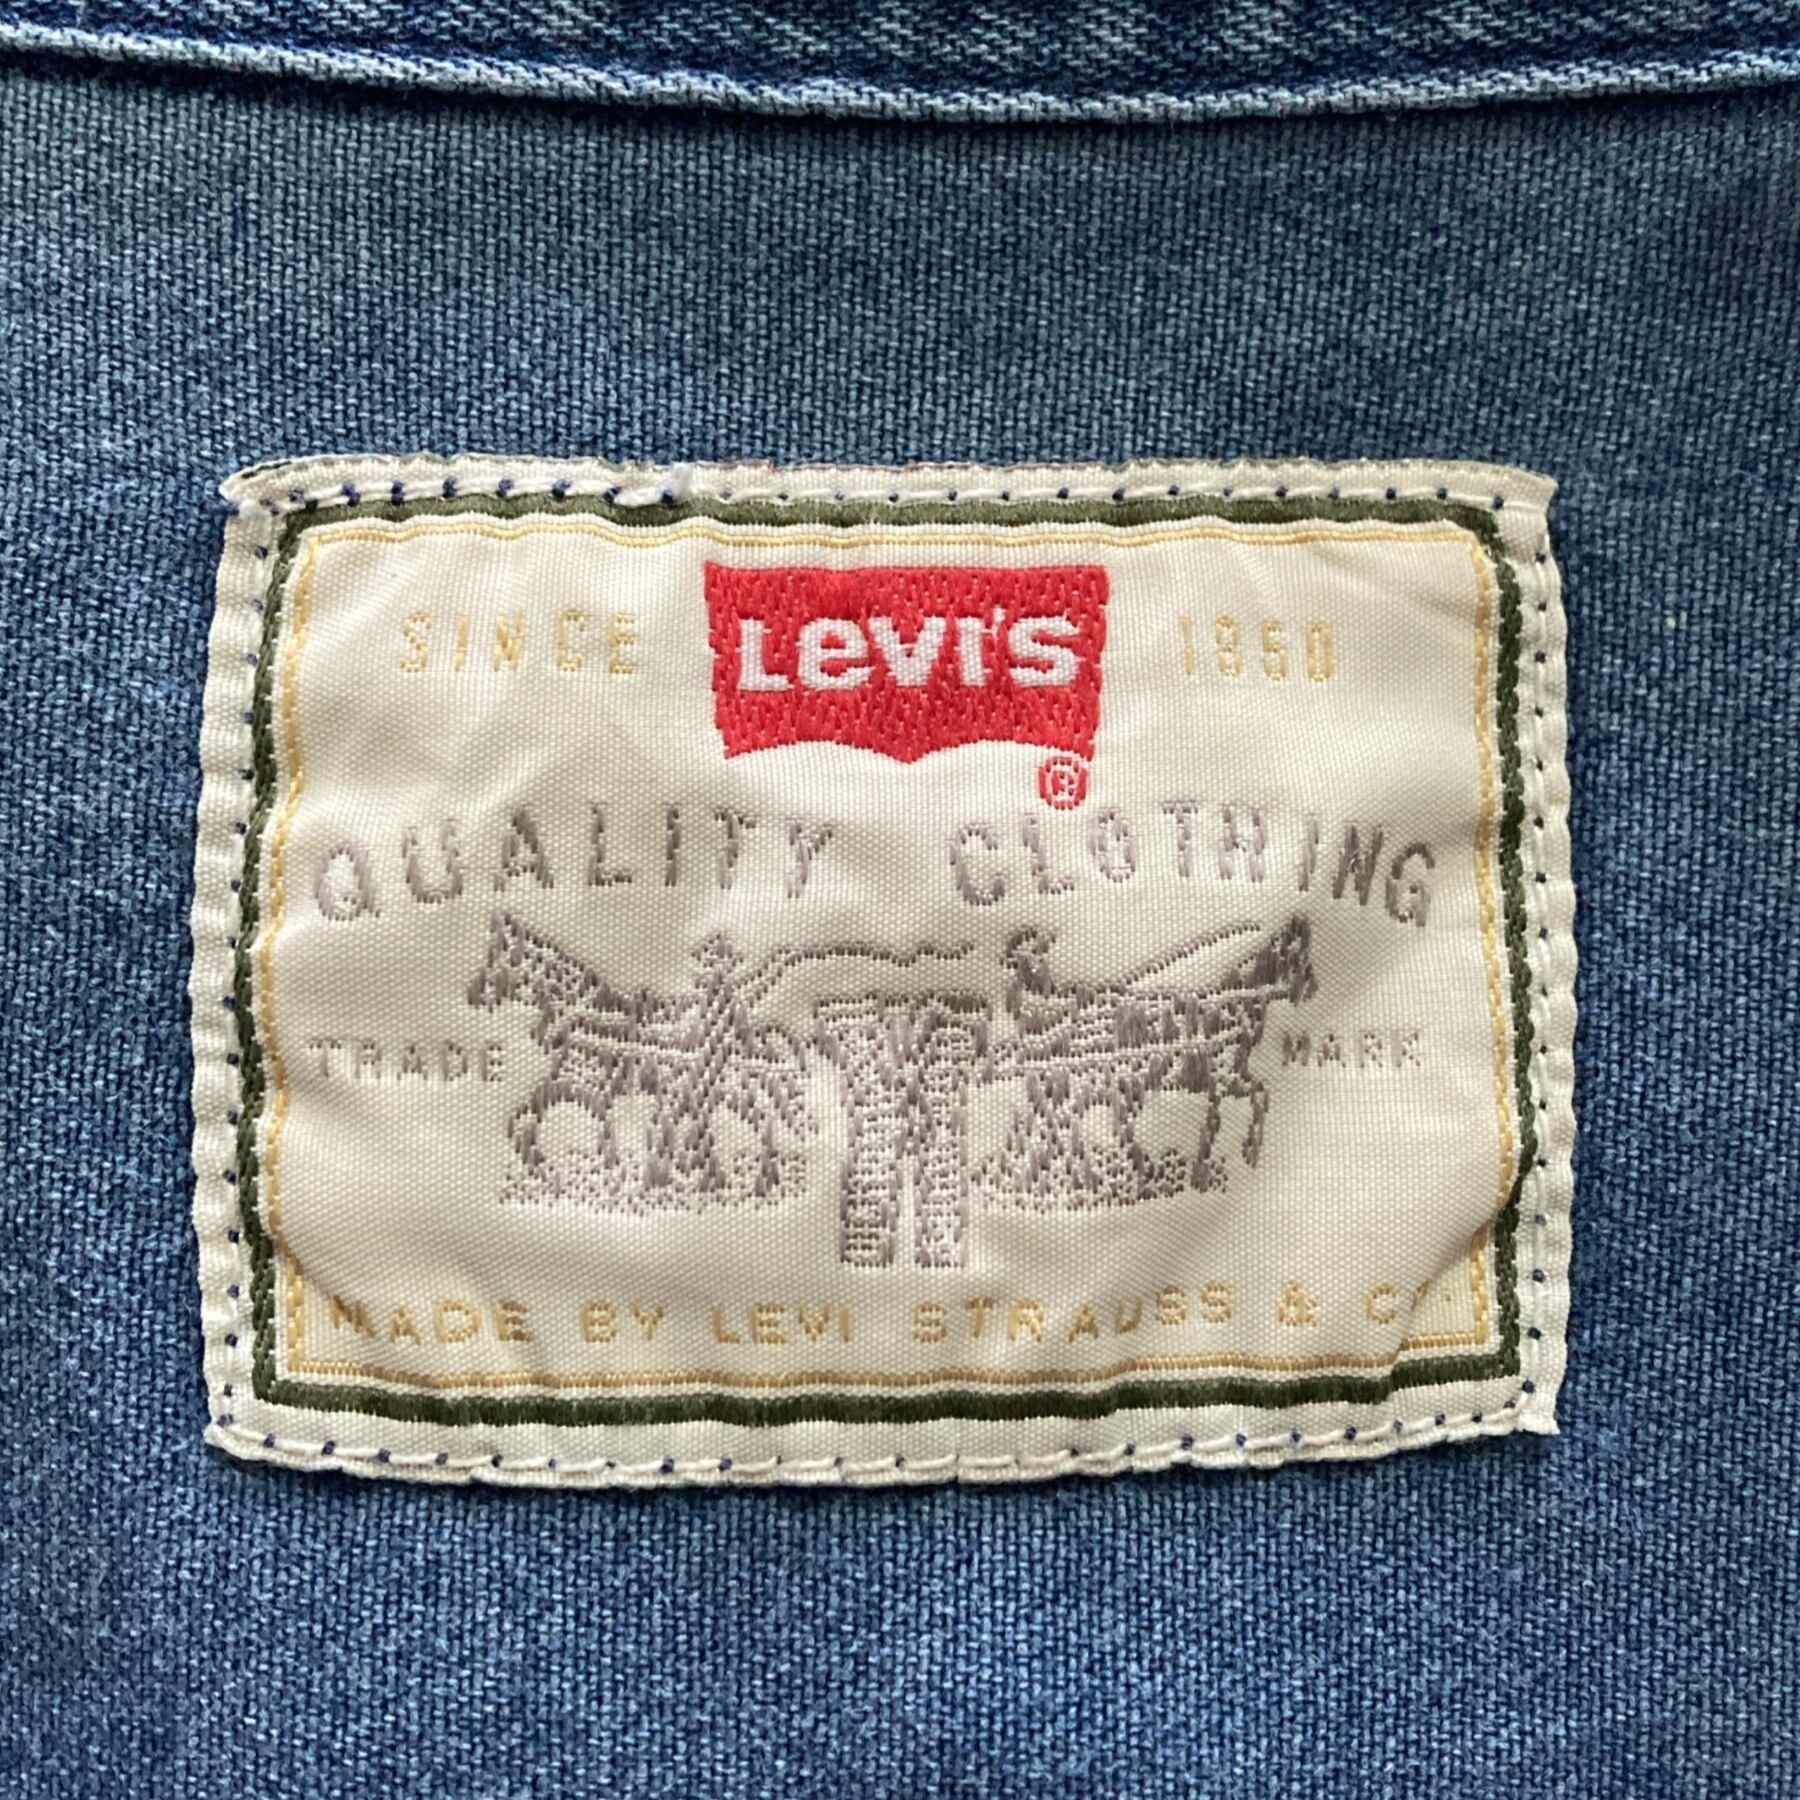 SINCE LEVI'S 1850
®
QUALITY CLOTHING
TRADE MARK
MADE BY LEVI STRAUSS & CO.